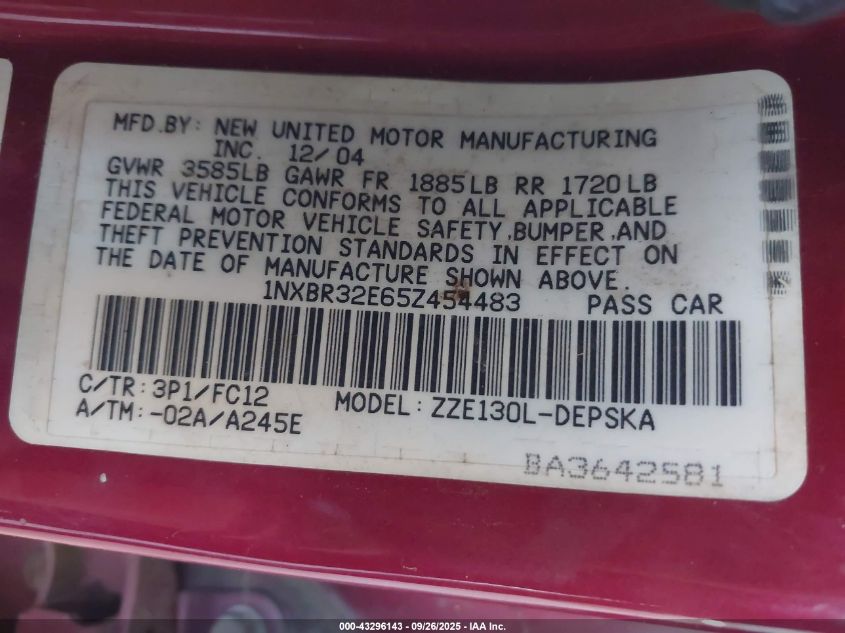 MFD.BY: NEW UNITED MOTOR MANUFACTURING
INC. 12/04
GVWR 3585LB GAWR FR 1885LB RR 1720LB
THIS VEHICLE CONFORMS TO ALL APPLICABLE
FEDERAL MOTOR VEHICLE SAFETY,BUMPER,AND
THEFT PREVENTION STANDARDS IN EFFECT ON
THE DATE OF MANUFACTURE SHOWN ABOVE.
1NXBR32E65Z454483 PASS CAR
C/TR: 3P1/FC12
A/TM: -02A/A245E MODEL: ZZE130L-DEPSKA
BA3642581
000-43296143 - 09/26/2025 - IAA Inc.